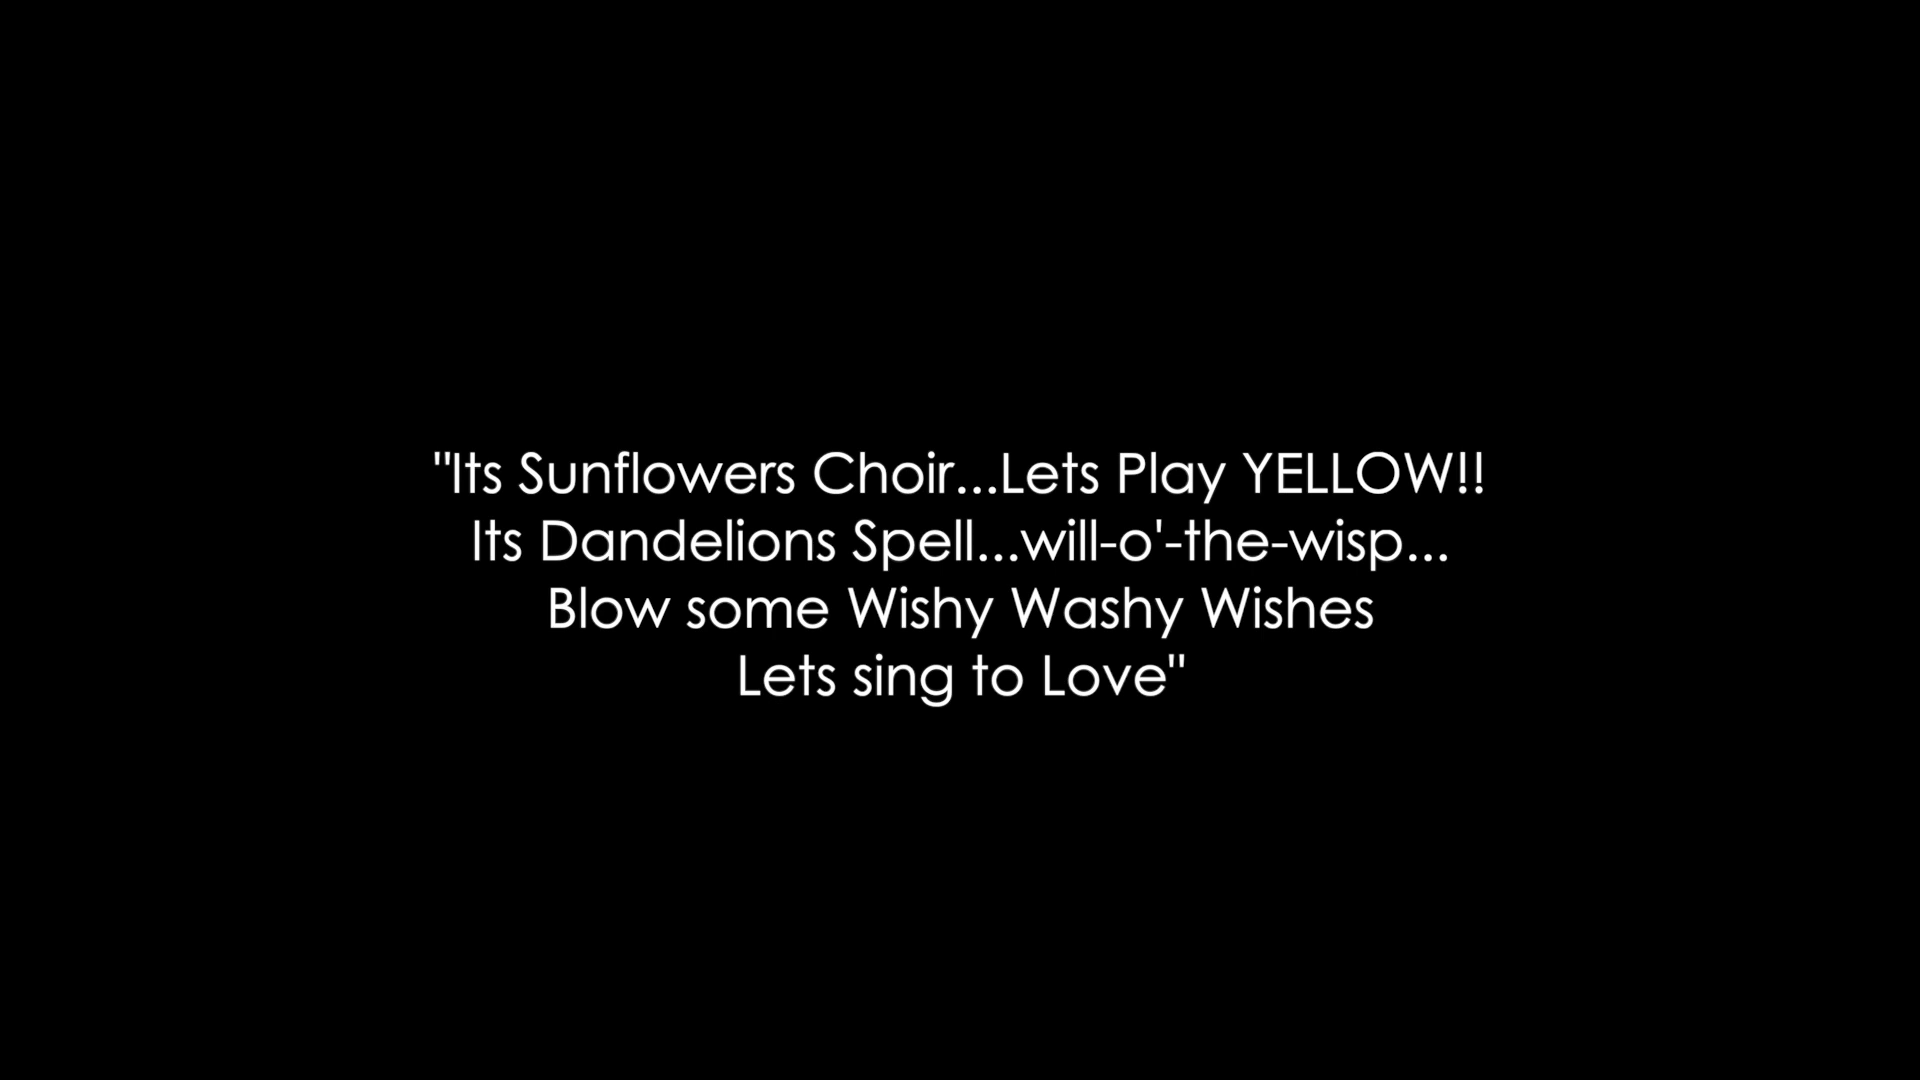 "Its Sunflowers Choir...Lets Play YELLOW!!
Its Dandelions Spell...will-o'-the-wisp...
Blow some Wishy Washy Wishes
Lets sing to Love"